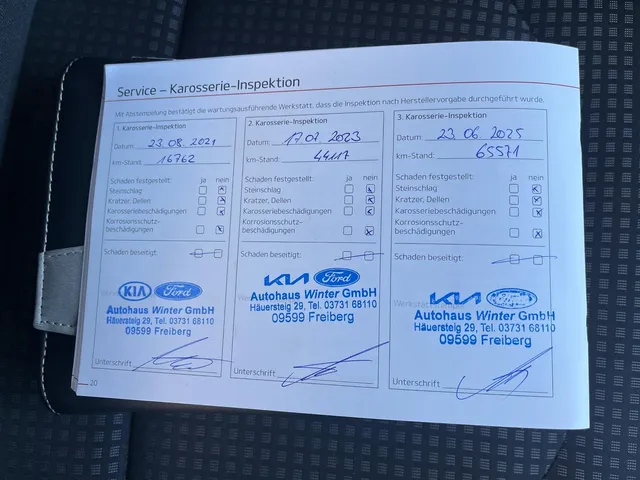 Service – Karosserie-Inspektion
Mit Abstempelung bestätigt die wartungsausführende Werkstatt, dass die Inspektion nach Herstellervorgabe durchgeführt wurde.
1. Karosserie-Inspektion
Datum: 23.08.2021
km-Stand: 16762
Schaden festgestellt: ja nein
Steinschlag
Kratzer, Dellen
Karosseriebeschädigungen
Korrosionsschutz-
beschädigungen
Schaden beseitigt:
KIA Ford
Autohaus Winter GmbH
Häuersteig 29, Tel. 03731 68110
09599 Freiberg
Unterschrift
2. Karosserie-Inspektion
Datum: 17.07.2023
km-Stand: 44117
Schaden festgestellt: ja nein
Steinschlag
Kratzer, Dellen
Karosseriebeschädigungen
Korrosionsschutz-
beschädigungen
Schaden beseitigt:
KIA Ford
Autohaus Winter GmbH
Häuersteig 29, Tel. 03731 68110
09599 Freiberg
Unterschrift
3. Karosserie-Inspektion
Datum: 23.06.2025
km-Stand: 65571
Schaden festgestellt: ja nein
Steinschlag
Kratzer, Dellen
Karosseriebeschädigungen
Korrosionsschutz-
beschädigungen
Schaden beseitigt:
KIA
Autohaus Winter GmbH
Häuersteig 29, Tel. 03731 68110
09599 Freiberg
Unterschrift
20